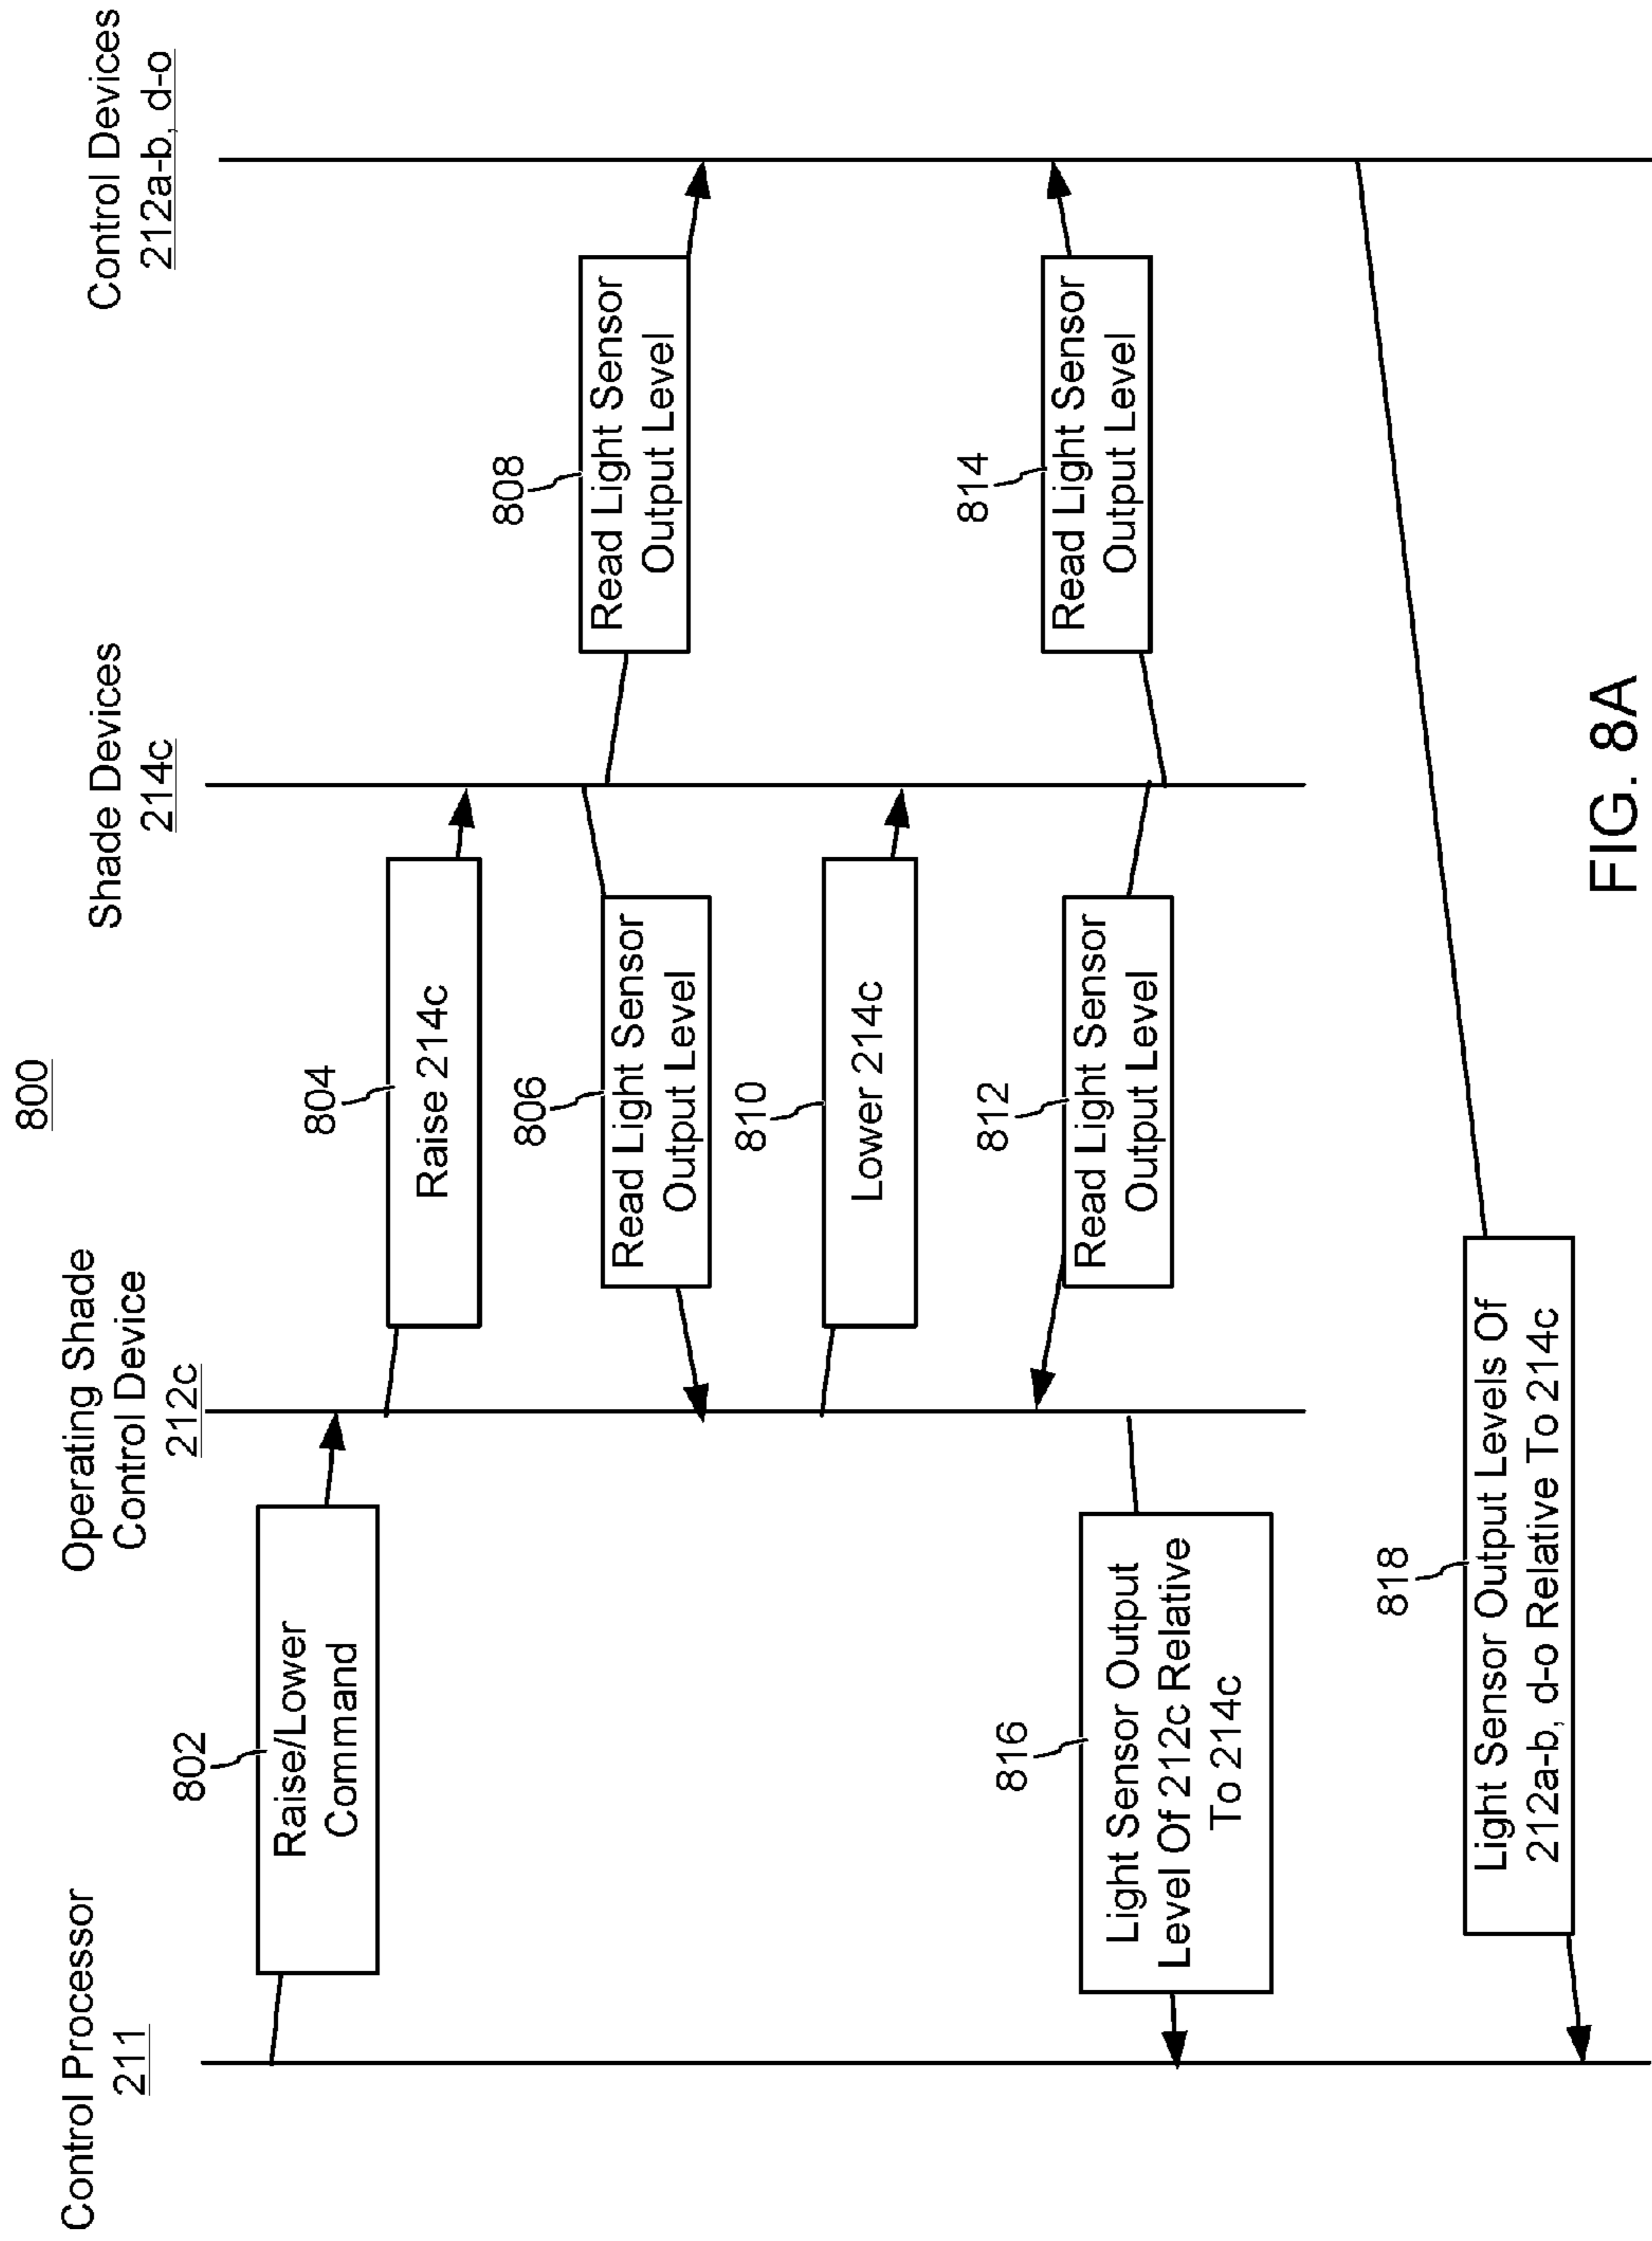 800
Control Processor
211
Operating Shade
Control Device
212c
Shade Devices
214c
Control Devices
212a-b, d-o
802
Raise/Lower
Command
804
Raise 214c
806
Read Light Sensor
Output Level
808
Read Light Sensor
Output Level
810
Lower 214c
812
Read Light Sensor
Output Level
814
Read Light Sensor
Output Level
816
Light Sensor Output
Level Of 212c Relative
To 214c
818
Light Sensor Output Levels Of
212a-b, d-o Relative To 214c
FIG. 8A